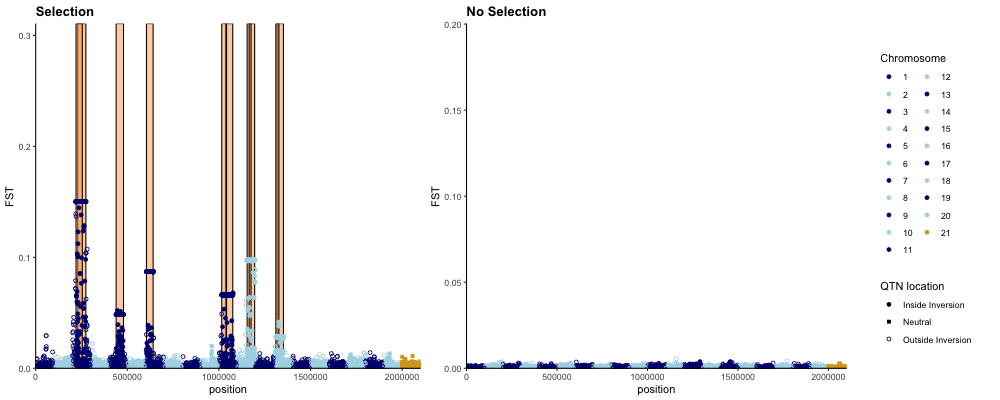 Selection
FST
0.3
0.2
0.1
0.0
0 500000 1000000 1500000 2000000
position
No Selection
FST
0.20
0.15
0.10
0.05
0.00
0 500000 1000000 1500000 2000000
position
Chromosome
1 12
2 13
3 14
4 15
5 16
6 17
7 18
8 19
9 20
10 21
11
QTN location
Inside Inversion
Neutral
Outside Inversion